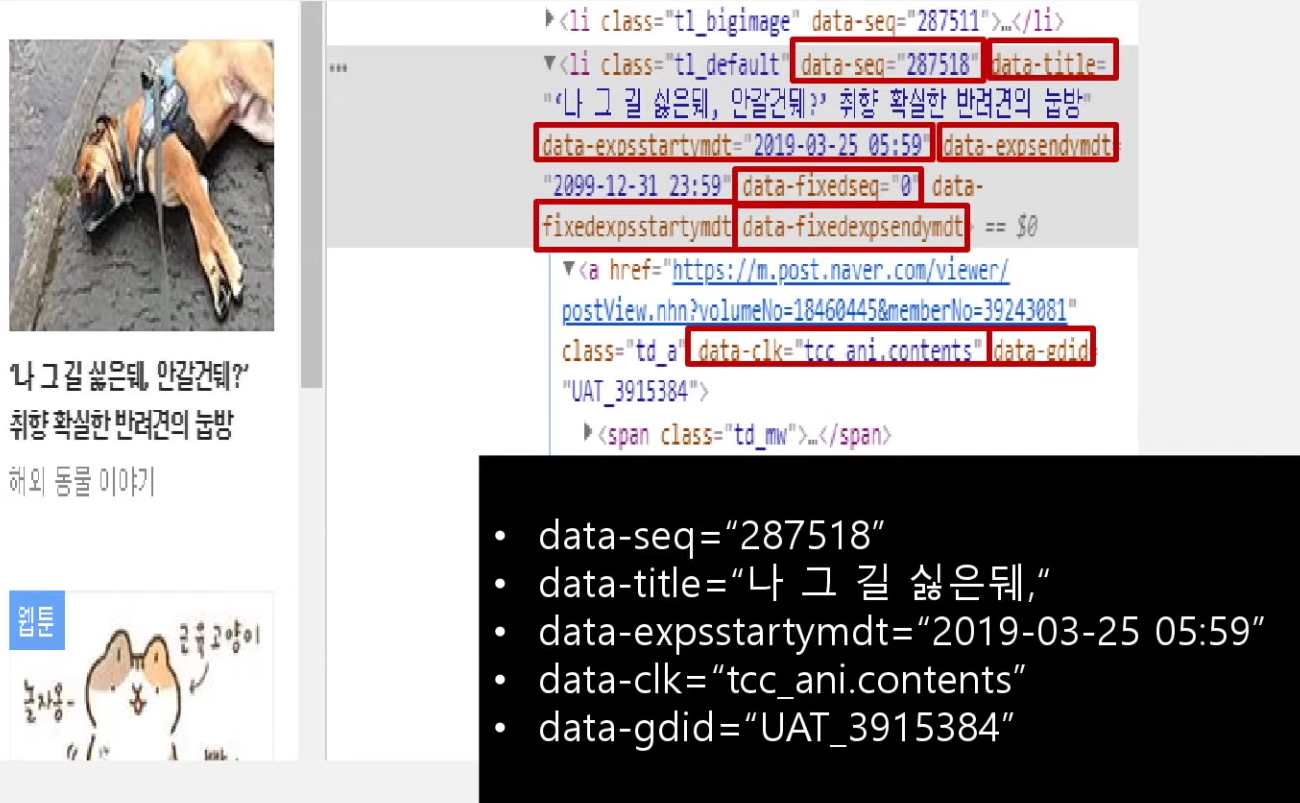 ‘나 그 길 싫은뒈, 안갈건뒈?’
취향 확실한 반려견의 눕방
해외 동물 이야기
웹툰
근육고양이
놀자옹~
▶<li class="tl_bigimage" data-seq="287511">…</li>
▼<li class="tl_default" data-seq="287518" data-title=
"‘나 그 길 싫은뒈, 안갈건뒈?’ 취향 확실한 반려견의 눕방"
data-expsstartymdt="2019-03-25 05:59" data-expsendymdt=
"2099-12-31 23:59" data-fixedseq="0" data-
fixedexpsstartymdt data-fixedexpsendymdt> == $0
▼<a href="https://m.post.naver.com/viewer/
postView.nhn?volumeNo=18460445&memberNo=39243081"
class="td_a" data-clk="tcc_ani.contents" data-gdid=
"UAT_3915384">
▶<span class="td_mw">…</span>
• data-seq=“287518”
• data-title=“나 그 길 싫은뒈,“
• data-expsstartymdt=“2019-03-25 05:59”
• data-clk=“tcc_ani.contents”
• data-gdid=“UAT_3915384”